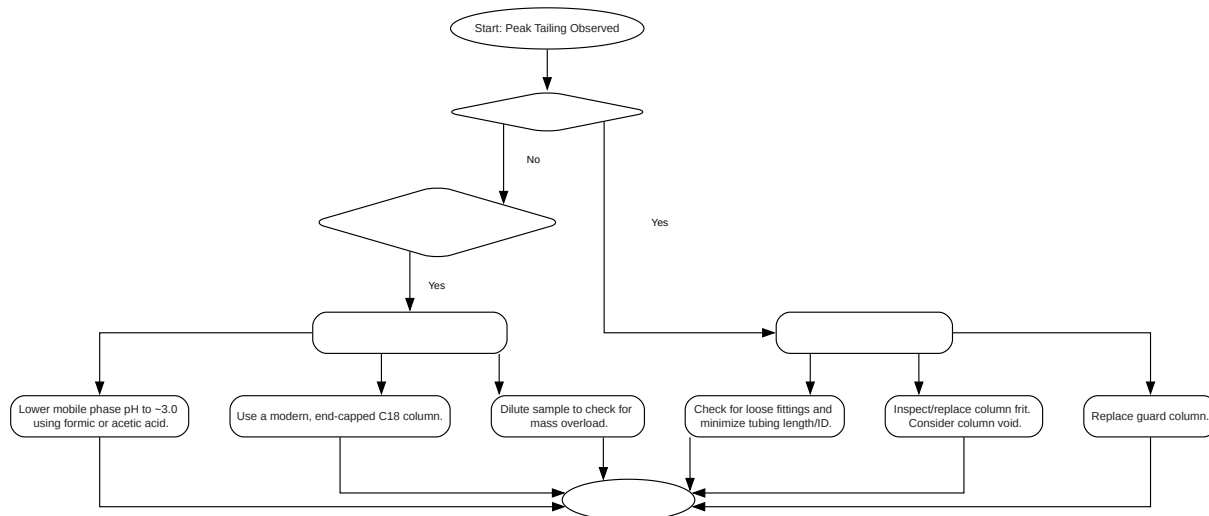 Start: Peak Tailing Observed
No
Yes
Yes
Lower mobile phase pH to ~3.0
using formic or acetic acid.
Use a modern, end-capped C18 column.
Dilute sample to check for
mass overload.
Check for loose fittings and
minimize tubing length/ID.
Inspect/replace column frit.
Consider column void.
Replace guard column.